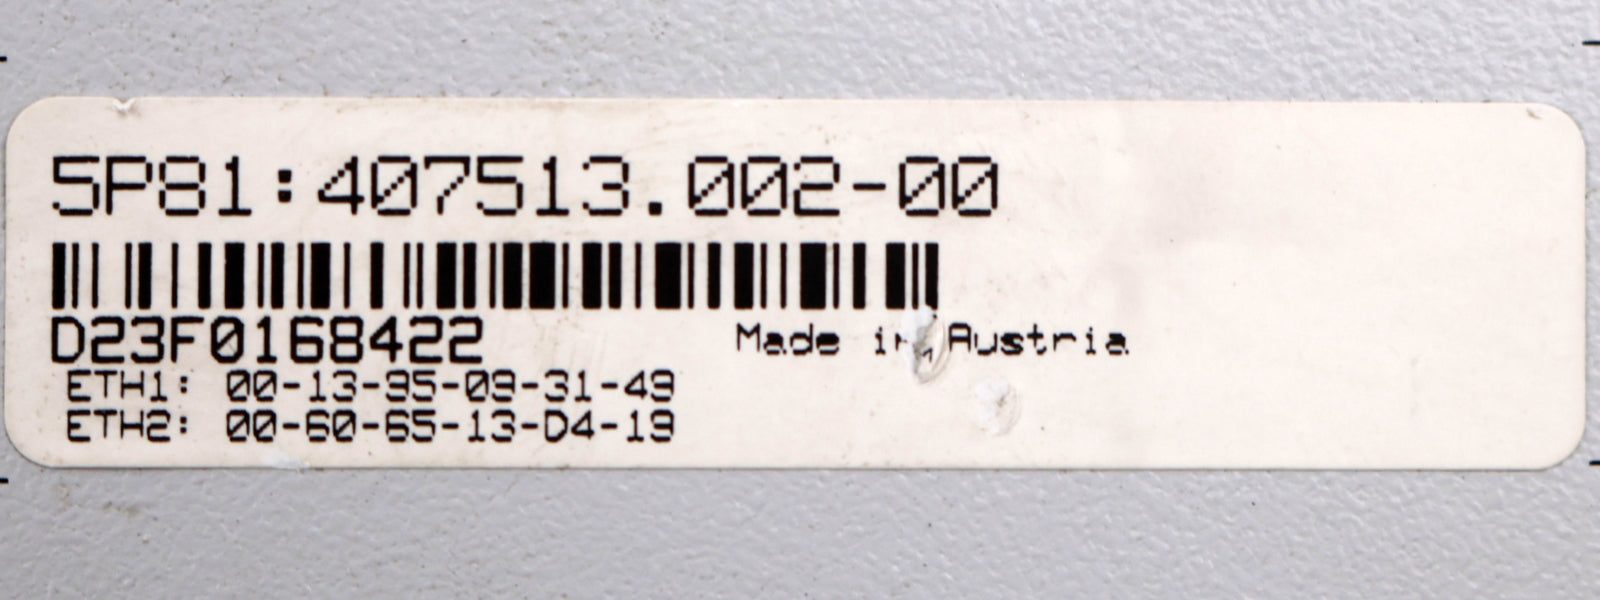 5P81:407513.002-00
D23F0168422
Made in Austria
ETH1: 00-13-95-09-31-49
ETH2: 00-60-65-13-D4-19